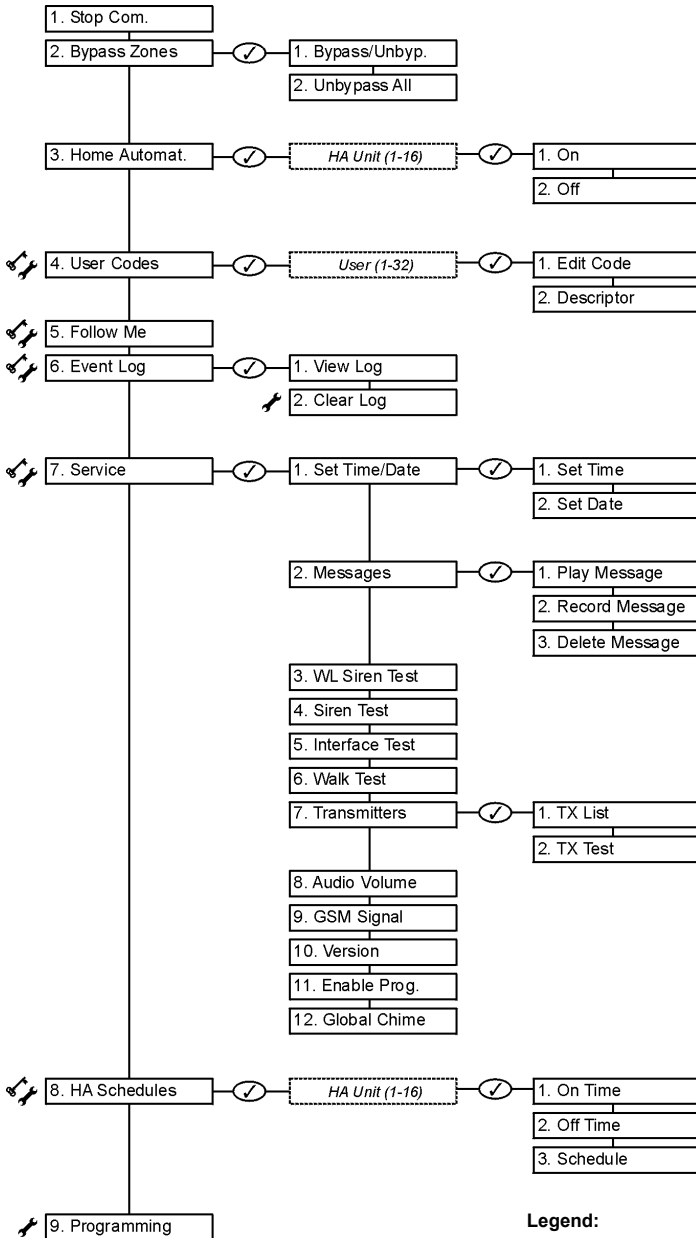 1. Stop Com.
2. Bypass Zones
1. Bypass/Unbyp.
2. Unbypass All
3. Home Automat.
HA Unit (1-16)
1. On
2. Off
4. User Codes
User (1-32)
1. Edit Code
2. Descriptor
5. Follow Me
6. Event Log
1. View Log
2. Clear Log
7. Service
1. Set Time/Date
1. Set Time
2. Set Date
2. Messages
1. Play Message
2. Record Message
3. Delete Message
3. WL Siren Test
4. Siren Test
5. Interface Test
6. Walk Test
7. Transmitters
1. TX List
2. TX Test
8. Audio Volume
9. GSM Signal
10. Version
11. Enable Prog.
12. Global Chime
8. HA Schedules
HA Unit (1-16)
1. On Time
2. Off Time
3. Schedule
9. Programming
Legend: